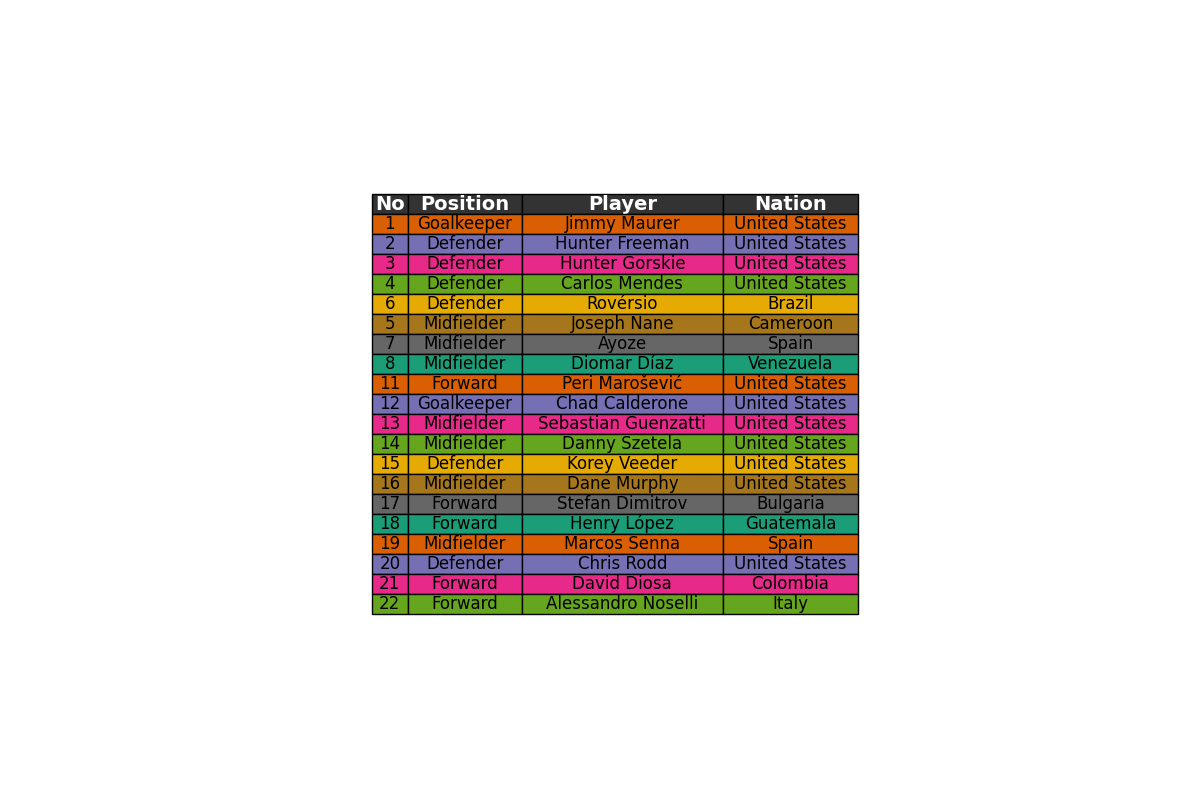 No Position Player Nation
1 Goalkeeper Jimmy Maurer United States
2 Defender Hunter Freeman United States
3 Defender Hunter Gorskie United States
4 Defender Carlos Mendes United States
6 Defender Rovérsio Brazil
5 Midfielder Joseph Nane Cameroon
7 Midfielder Ayoze Spain
8 Midfielder Diomar Díaz Venezuela
11 Forward Peri Marošević United States
12 Goalkeeper Chad Calderone United States
13 Midfielder Sebastian Guenzatti United States
14 Midfielder Danny Szetela United States
15 Defender Korey Veeder United States
16 Midfielder Dane Murphy United States
17 Forward Stefan Dimitrov Bulgaria
18 Forward Henry López Guatemala
19 Midfielder Marcos Senna Spain
20 Defender Chris Rodd United States
21 Forward David Diosa Colombia
22 Forward Alessandro Noselli Italy